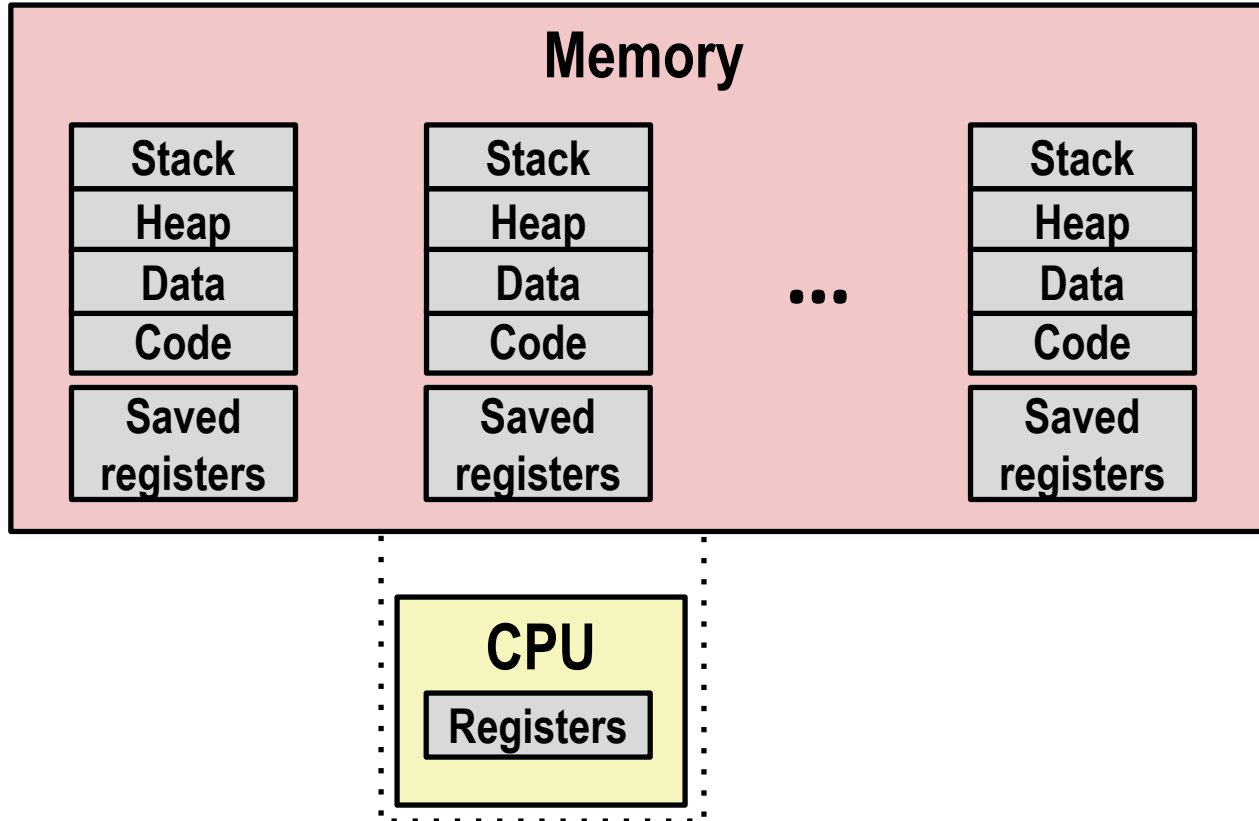 Memory
Stack
Heap
Data
Code
Saved
registers
Stack
Heap
Data
Code
Saved
registers
...
Stack
Heap
Data
Code
Saved
registers
CPU
Registers